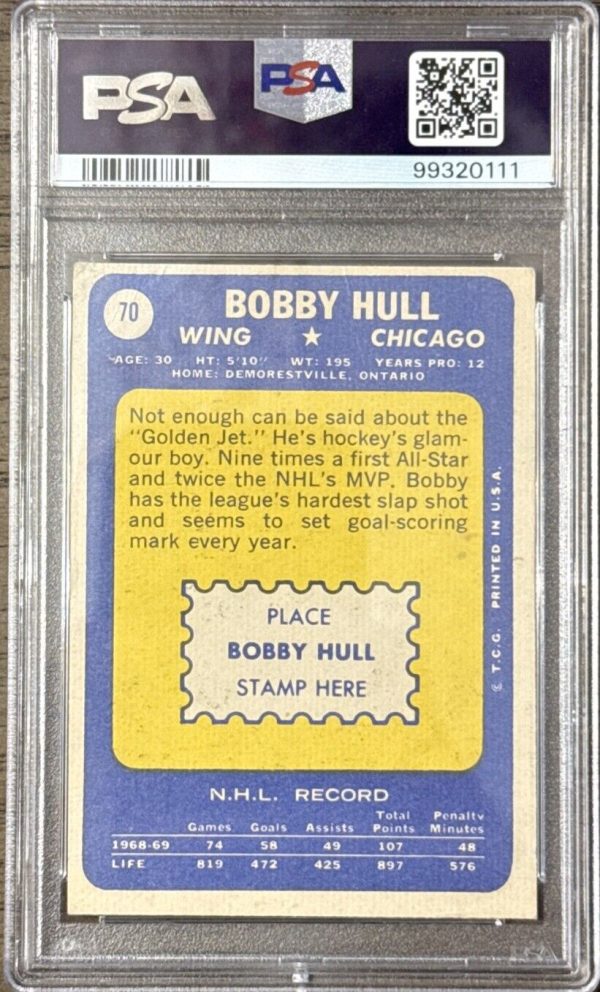 PSA
PSA
99320111
70
BOBBY HULL
WING ★ CHICAGO
AGE: 30 HT: 5'10" WT: 195 YEARS PRO: 12
HOME: DEMORESTVILLE, ONTARIO
Not enough can be said about the
"Golden Jet." He's hockey's glam-
our boy. Nine times a first All-Star
and twice the NHL's MVP. Bobby
has the league's hardest slap shot
and seems to set goal-scoring
mark every year.
PLACE
BOBBY HULL
STAMP HERE
© T.C.G. PRINTED IN U.S.A.
N.H.L. RECORD
Games Goals Assists Total Points Penalty Minutes
1968-69 74 58 49 107 48
LIFE 819 472 425 897 576
PSA